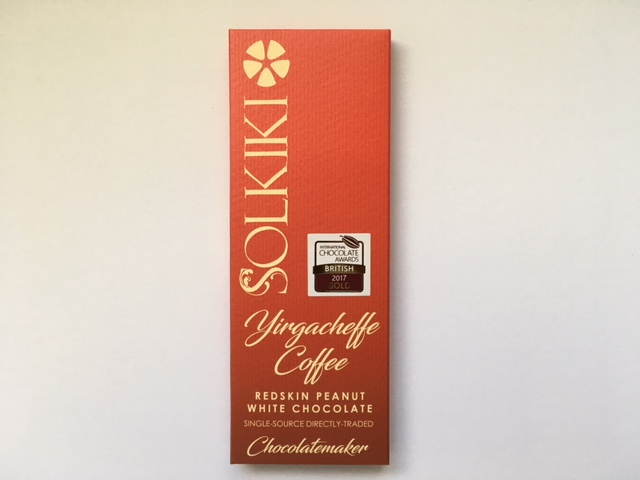 SOLKIKI
INTERNATIONAL
CHOCOLATE
AWARDS
BRITISH
2017
GOLD
Yirgacheffe
Coffee
REDSKIN PEANUT
WHITE CHOCOLATE
SINGLE-SOURCE DIRECTLY-TRADED
Chocolatemaker